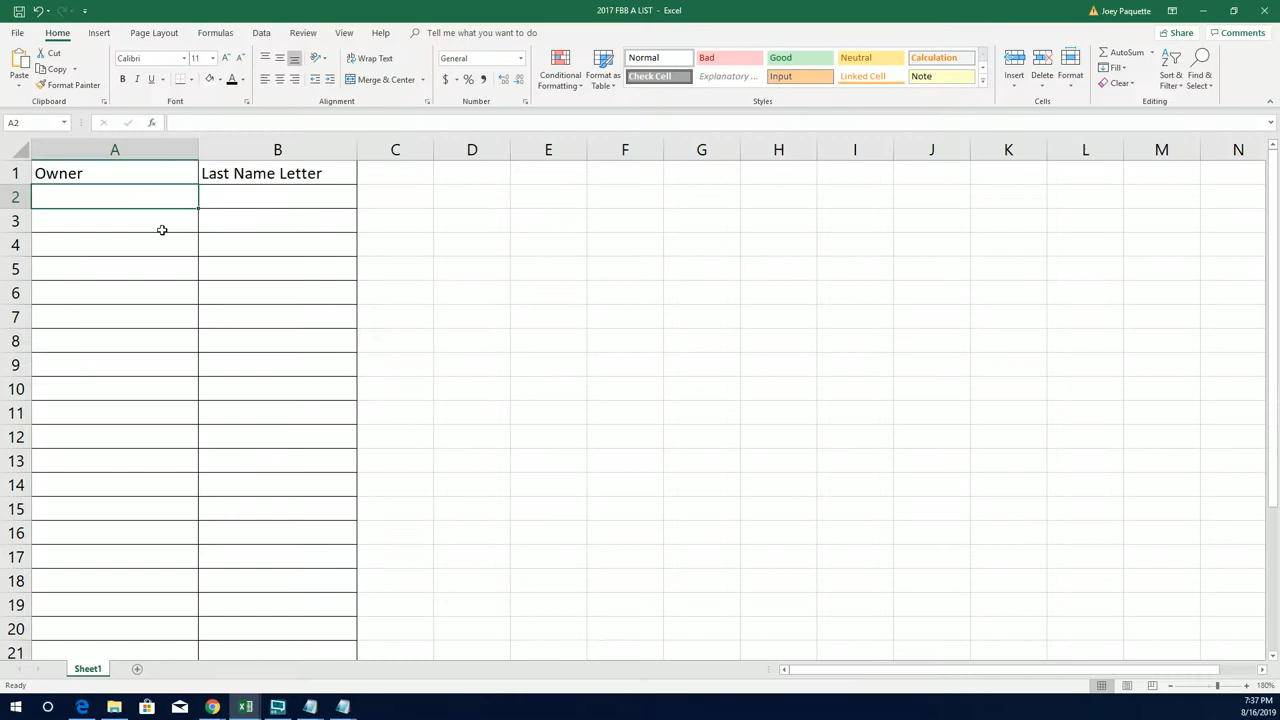 2017 FBB A LIST - Excel
Joey Paquette
File Home Insert Page Layout Formulas Data Review View Help Tell me what you want to do
Share Comments
Paste
Cut
Copy
Format Painter
Clipboard
Calibri 11
B I U
Font
Wrap Text
Merge & Center
Alignment
General
$ % ,
Number
Conditional Formatting
Format as Table
Normal Bad Good Neutral Calculation
Check Cell Explanatory ... Input Linked Cell Note
Styles
Insert Delete Format
Cells
AutoSum
Fill
Clear
Sort & Filter
Find & Select
Editing
A2
fx
A B C D E F G H I J K L M N
1 Owner Last Name Letter
2
3
4
5
6
7
8
9
10
11
12
13
14
15
16
17
18
19
20
21
Sheet1
Ready
180%
7:37 PM
8/16/2019